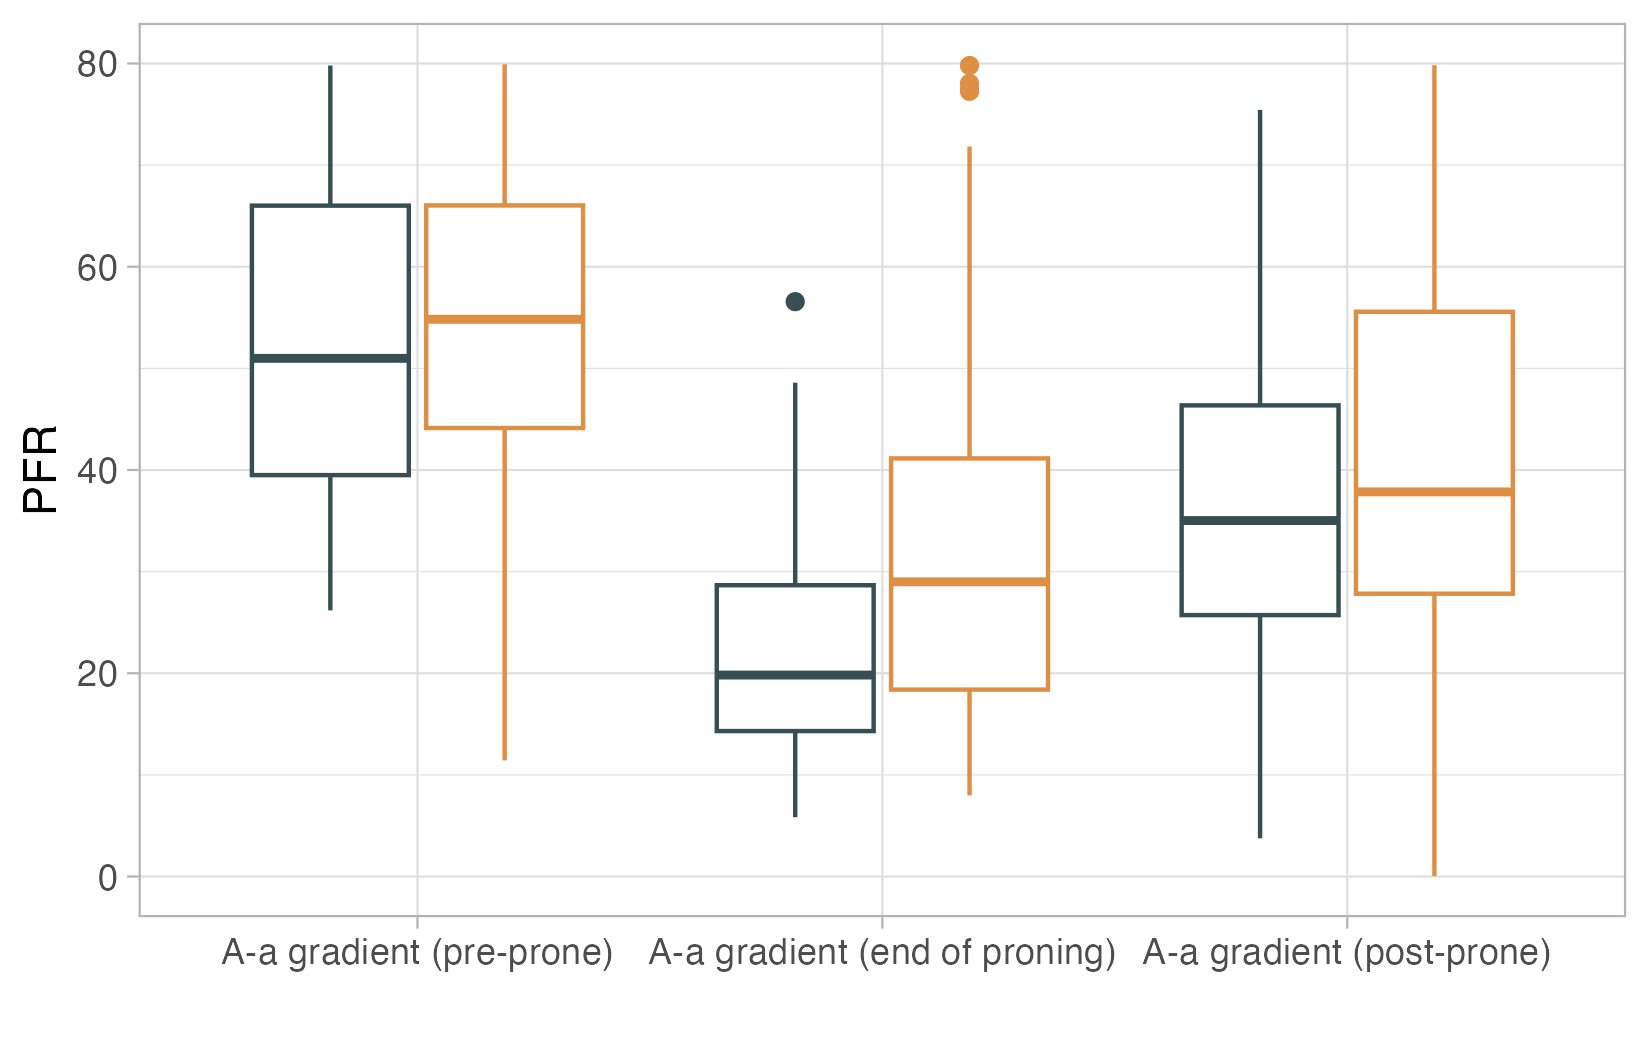 80
60
40
20
0
PFR
A-a gradient (pre-prone) A-a gradient (end of proning) A-a gradient (post-prone)